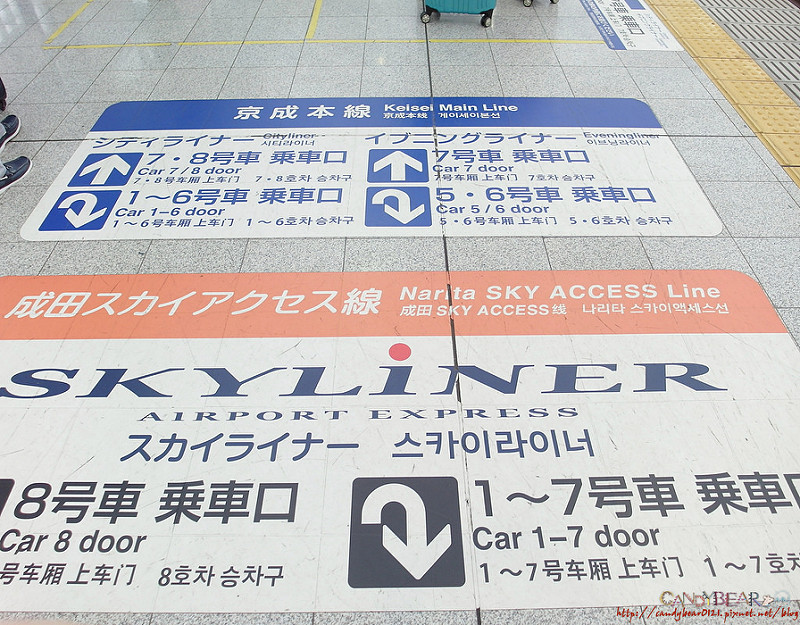 京成本線 Keisei Main Line
京成本线 게이세이본선
シティライナー Cityliner
시티라이너
7・8号車 乗車口
Car 7/8 door
7・8号车厢 上车门 7・8호차 승차구
1～6号車 乗車口
Car 1–6 door
1～6号车厢 上车门 1～6호차 승차구
イブニングライナー Eveningliner
이브닝라이너
7号車 乗車口
Car 7 door
7号车厢 上车门 7호차 승차구
5・6号車 乗車口
Car 5/6 door
5・6号车厢 上车门 5・6호차 승차구
成田スカイアクセス線 Narita SKY ACCESS Line
成田 SKY ACCESS线 나리타 스카이액세스선
SKYLiNER
AIRPORT EXPRESS
スカイライナー 스카이라이너
8号車 乗車口
Car 8 door
号车厢 上车门 8호차 승차구
1～7号車 乗車口
Car 1–7 door
1～7号车厢 上车门 1～7호차
CANDYBEAR
http://candybear0121.pixnet.net/blog